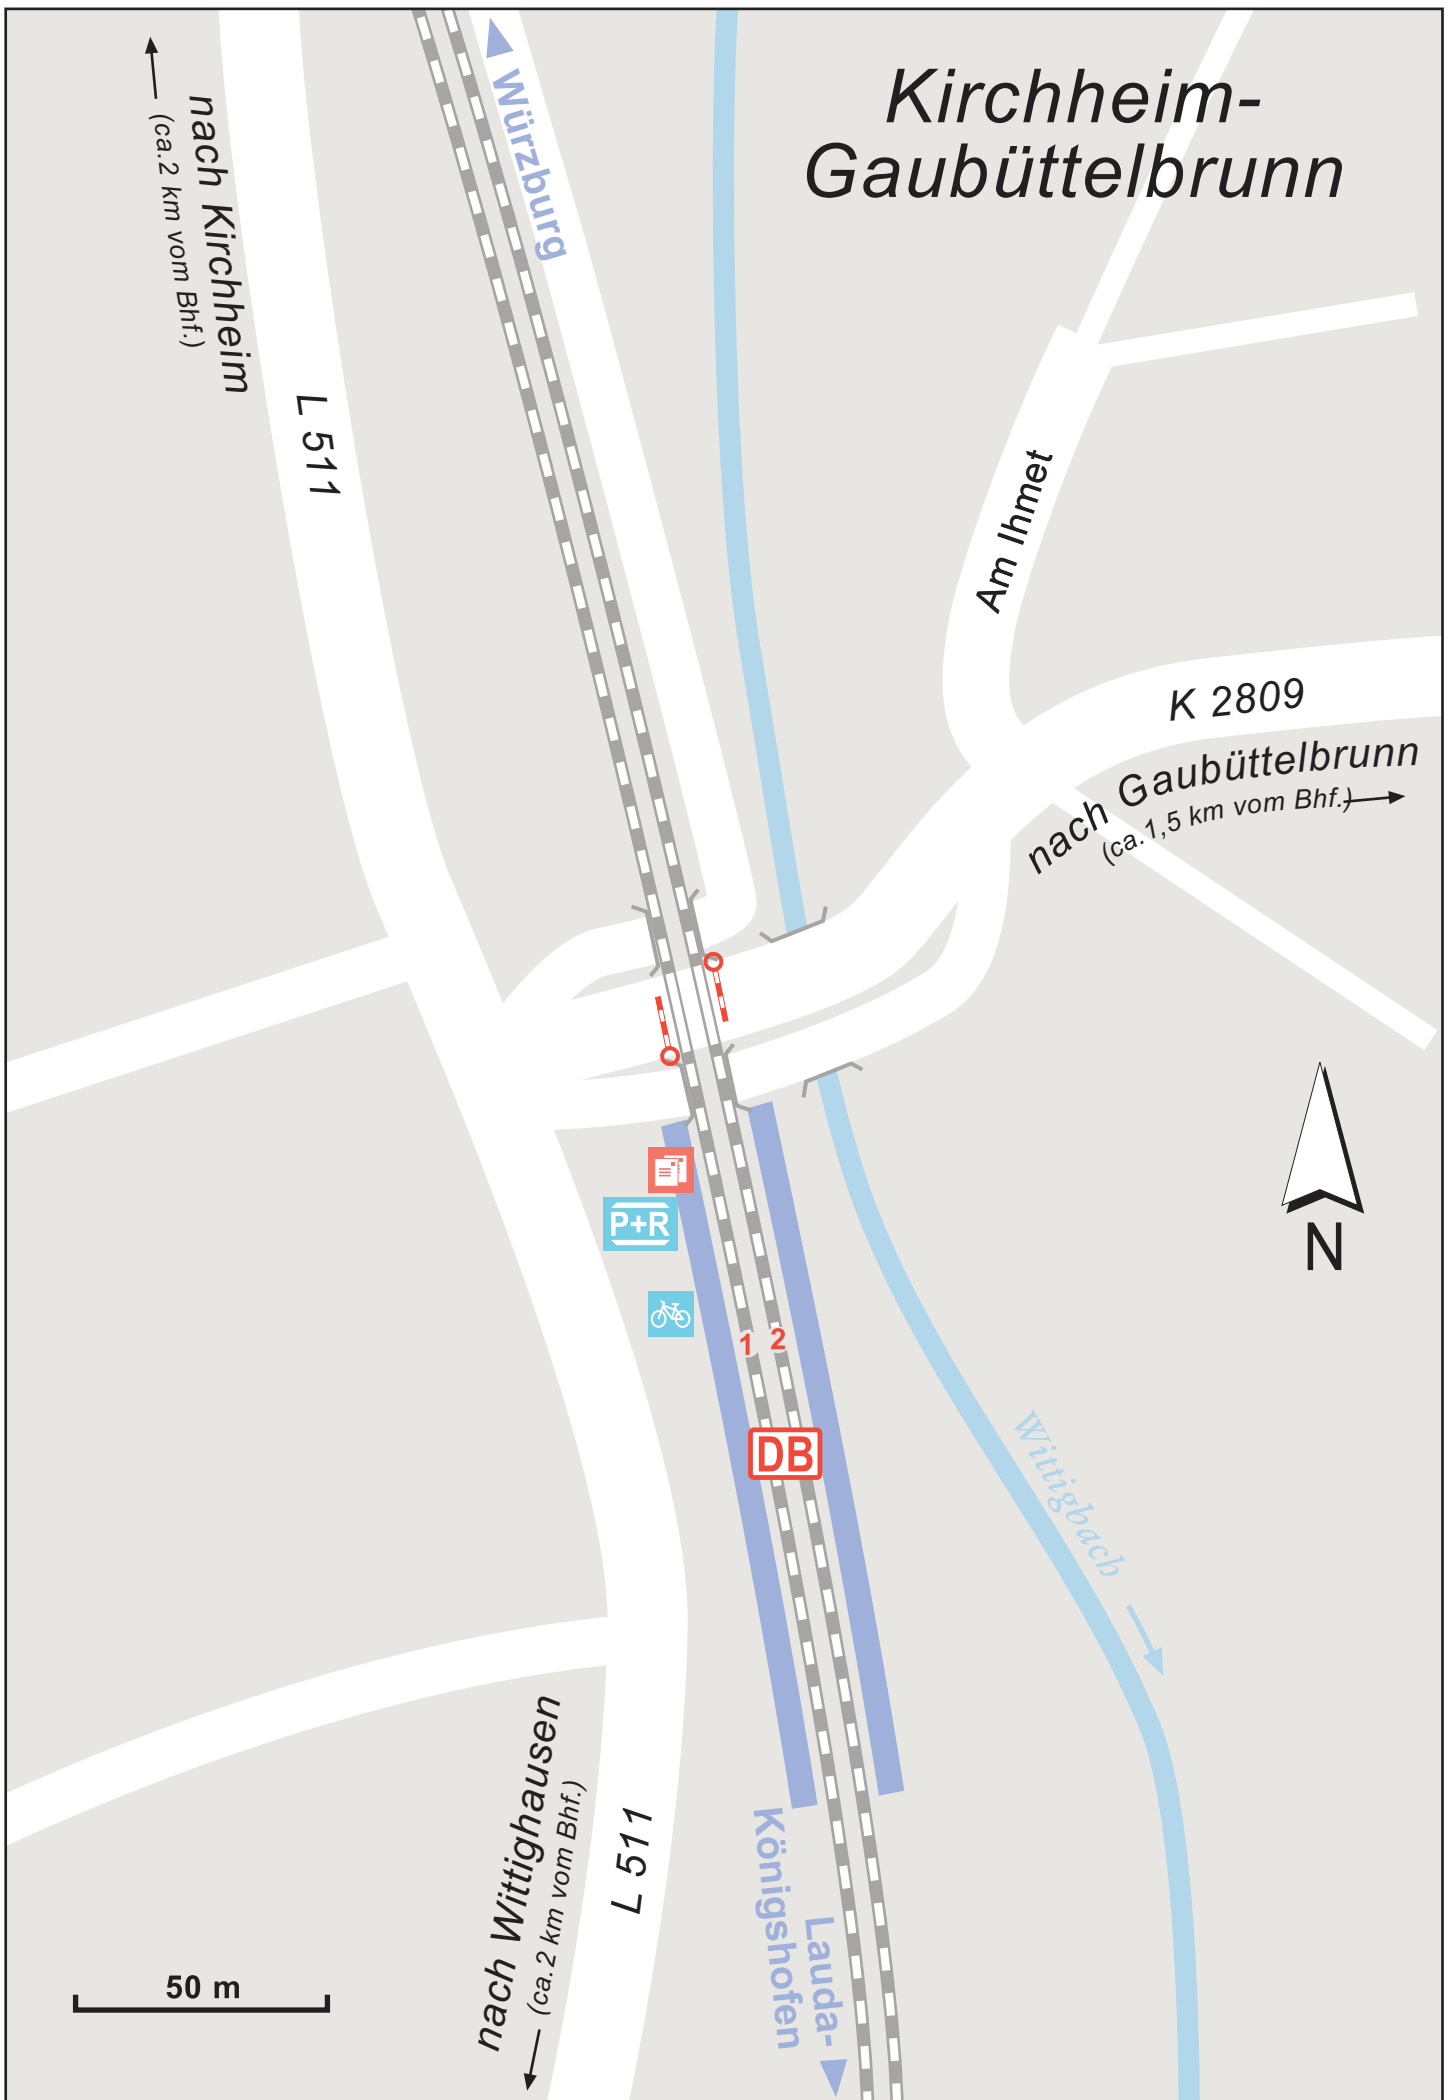 Kirchheim-
Gaubüttelbrunn
nach Kirchheim
(ca.2 km vom Bhf.)
Würzburg
L 511
Am Ihmet
K 2809
nach Gaubüttelbrunn
(ca.1,5 km vom Bhf.)
P+R
N
1 2
DB
Wittigbach
nach Wittighausen
(ca.2 km vom Bhf.)
L 511
Lauda-
Königshofen
50 m